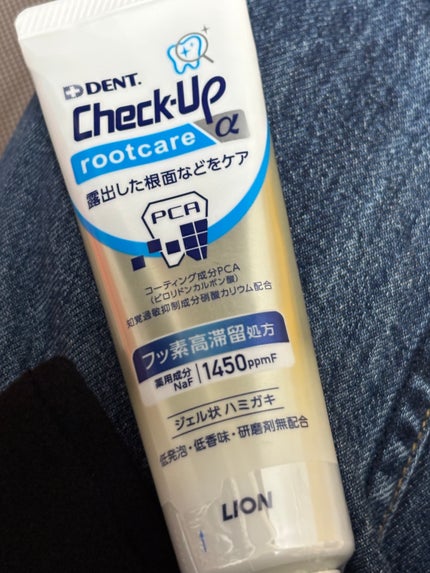 DENT.
Check-Up
rootcare α
露出した根面などをケア
PCA
コーティング成分PCA
(ピロリドンカルボン酸)
知覚過敏抑制成分硝酸カリウム配合
フッ素高滞留処方
薬用成分
NaF
1450ppmF
ジェル状 ハミガキ
低発泡・低香味・研磨剤無配合
LION